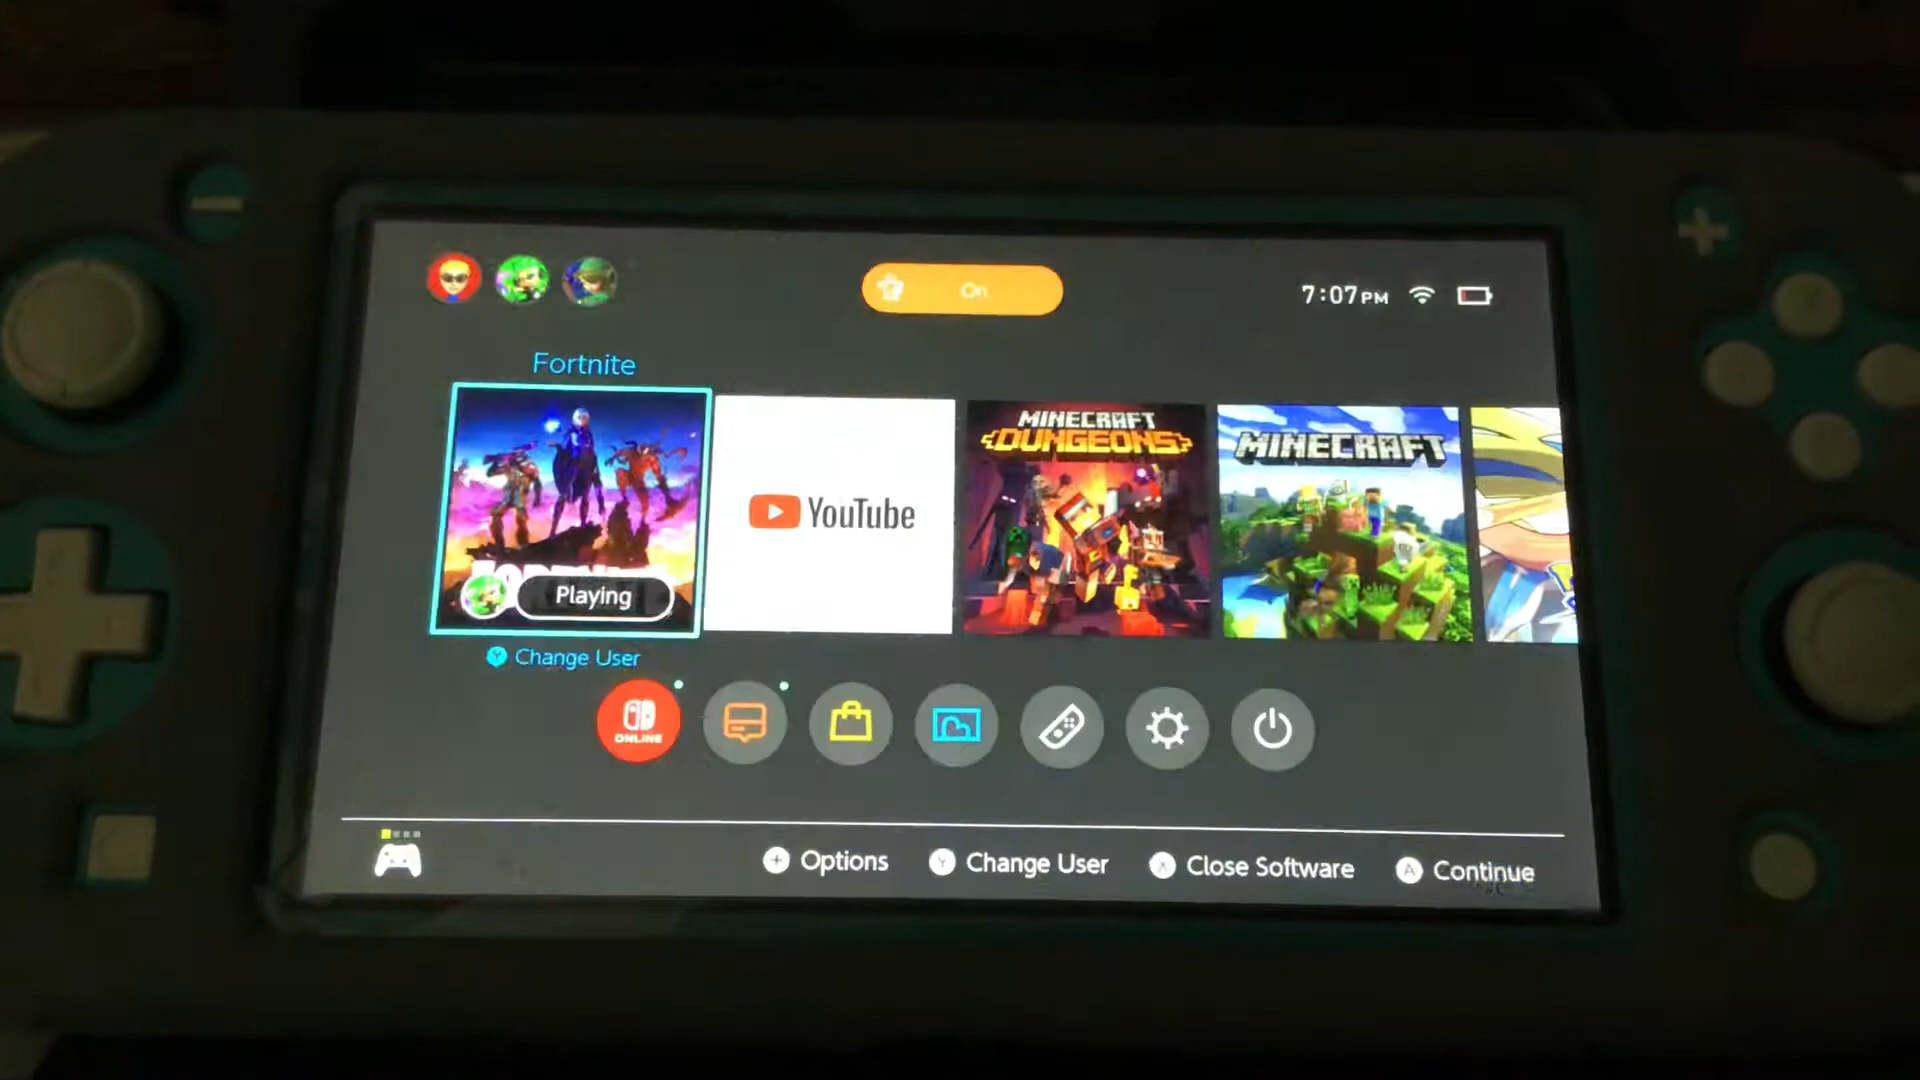 On
7:07PM
Fortnite
MINECRAFT
DUNGEONS
MINECRAFT
YouTube
Playing
Y Change User
ONLINE
+ Options
Y Change User
X Close Software
A Continue